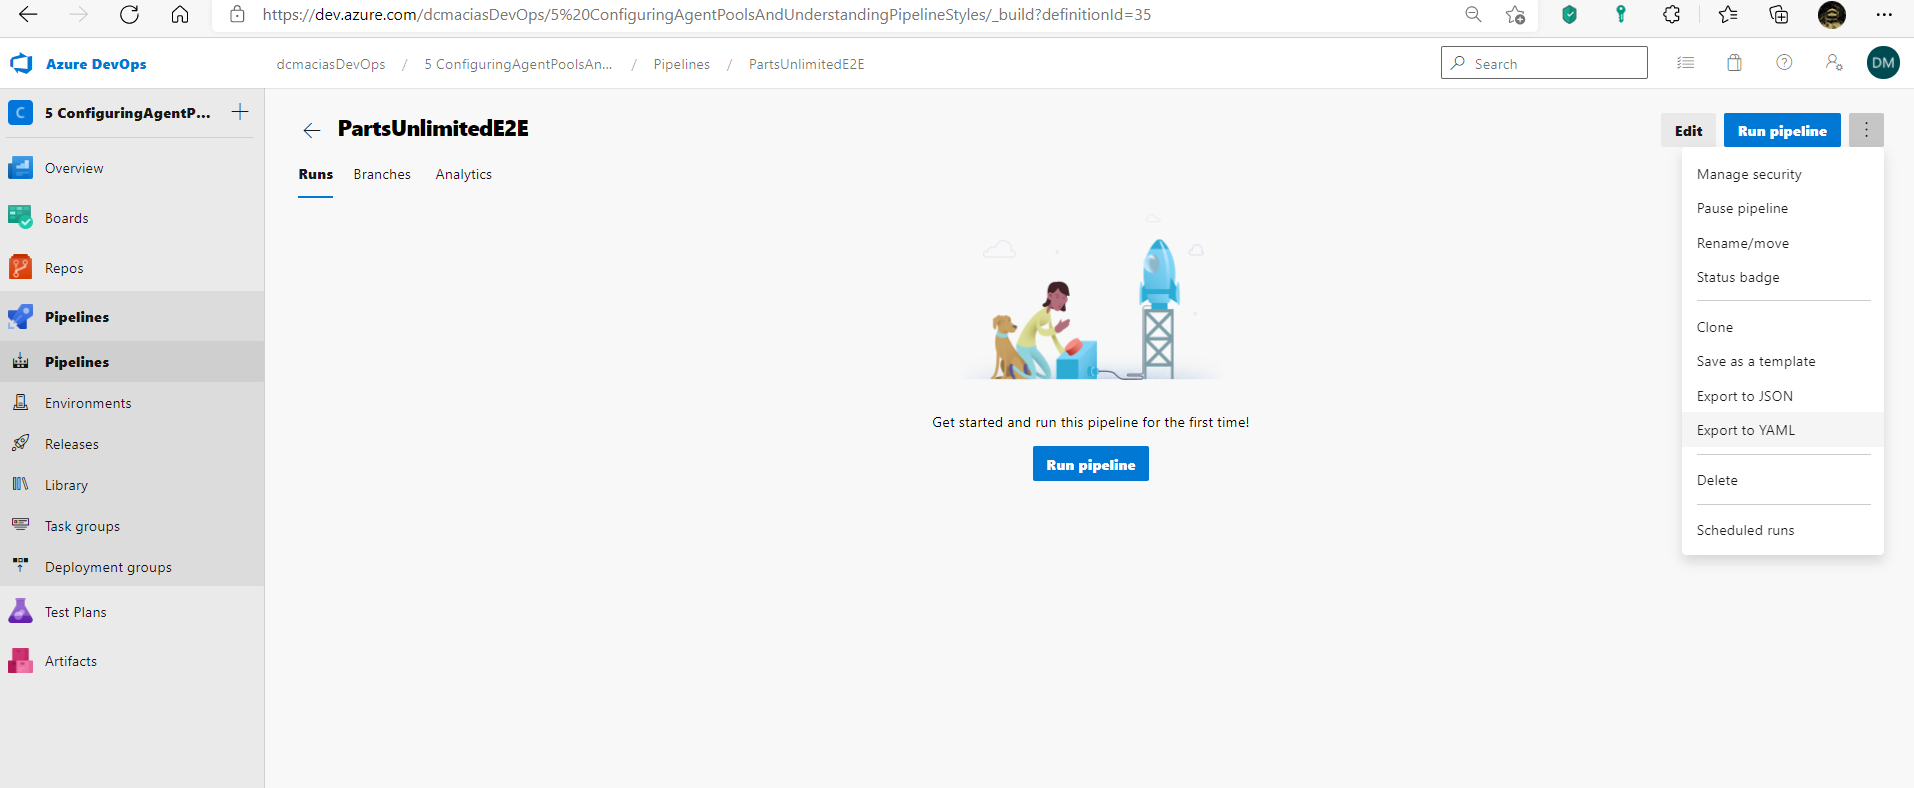 https://dev.azure.com/dcmaciasDevOps/5%20ConfiguringAgentPoolsAndUnderstandingPipelineStyles/_build?definitionId=35
Azure DevOps
dcmaciasDevOps / 5 ConfiguringAgentPoolsAn... / Pipelines / PartsUnlimitedE2E
Search
DM
C
5 ConfiguringAgentP...
Overview
Boards
Repos
Pipelines
Pipelines
Environments
Releases
Library
Task groups
Deployment groups
Test Plans
Artifacts
PartsUnlimitedE2E
Edit
Run pipeline
Runs
Branches
Analytics
Manage security
Pause pipeline
Rename/move
Status badge
Clone
Save as a template
Export to JSON
Export to YAML
Delete
Scheduled runs
Get started and run this pipeline for the first time!
Run pipeline